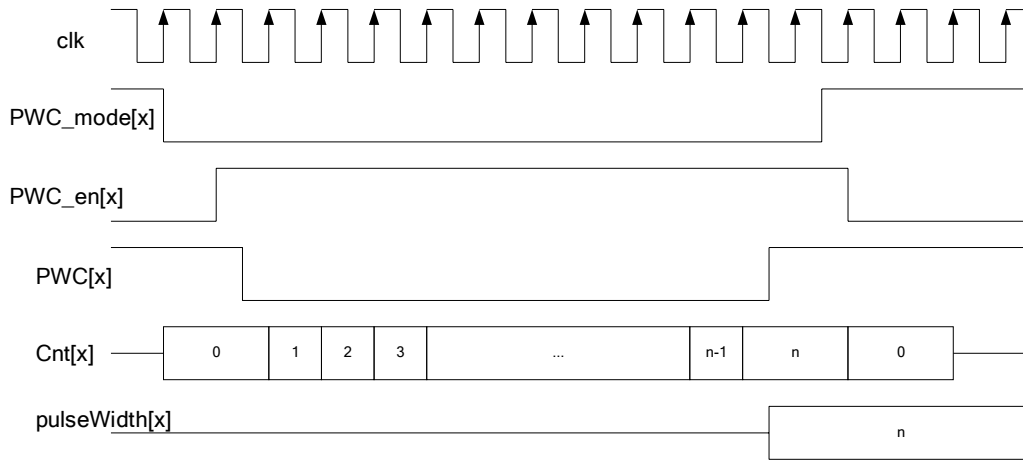 clk
PWC_mode[x]
PWC_en[x]
PWC[x]
Cnt[x] 0 1 2 3 ... n-1 n 0
pulseWidth[x] n